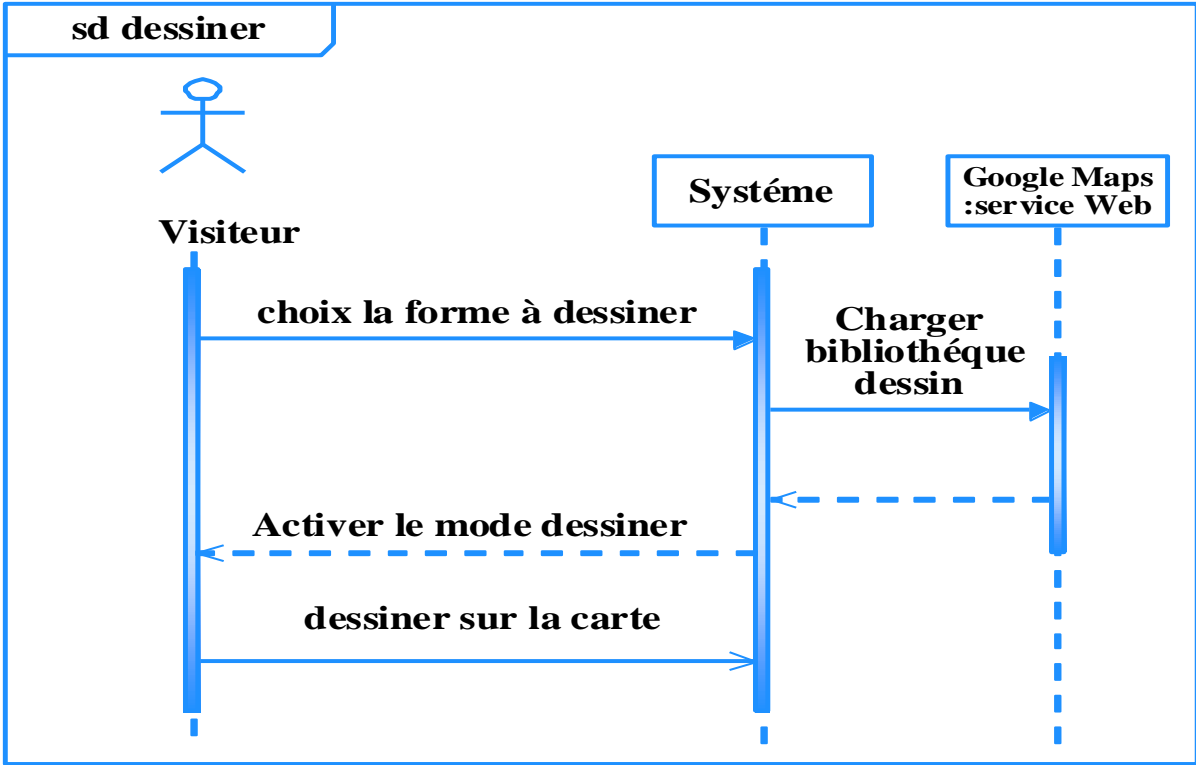 sd dessiner
Systéme
Google Maps
:service Web
Visiteur
choix la forme à dessiner
Charger
bibliothéque
dessin
Activer le mode dessiner
dessiner sur la carte